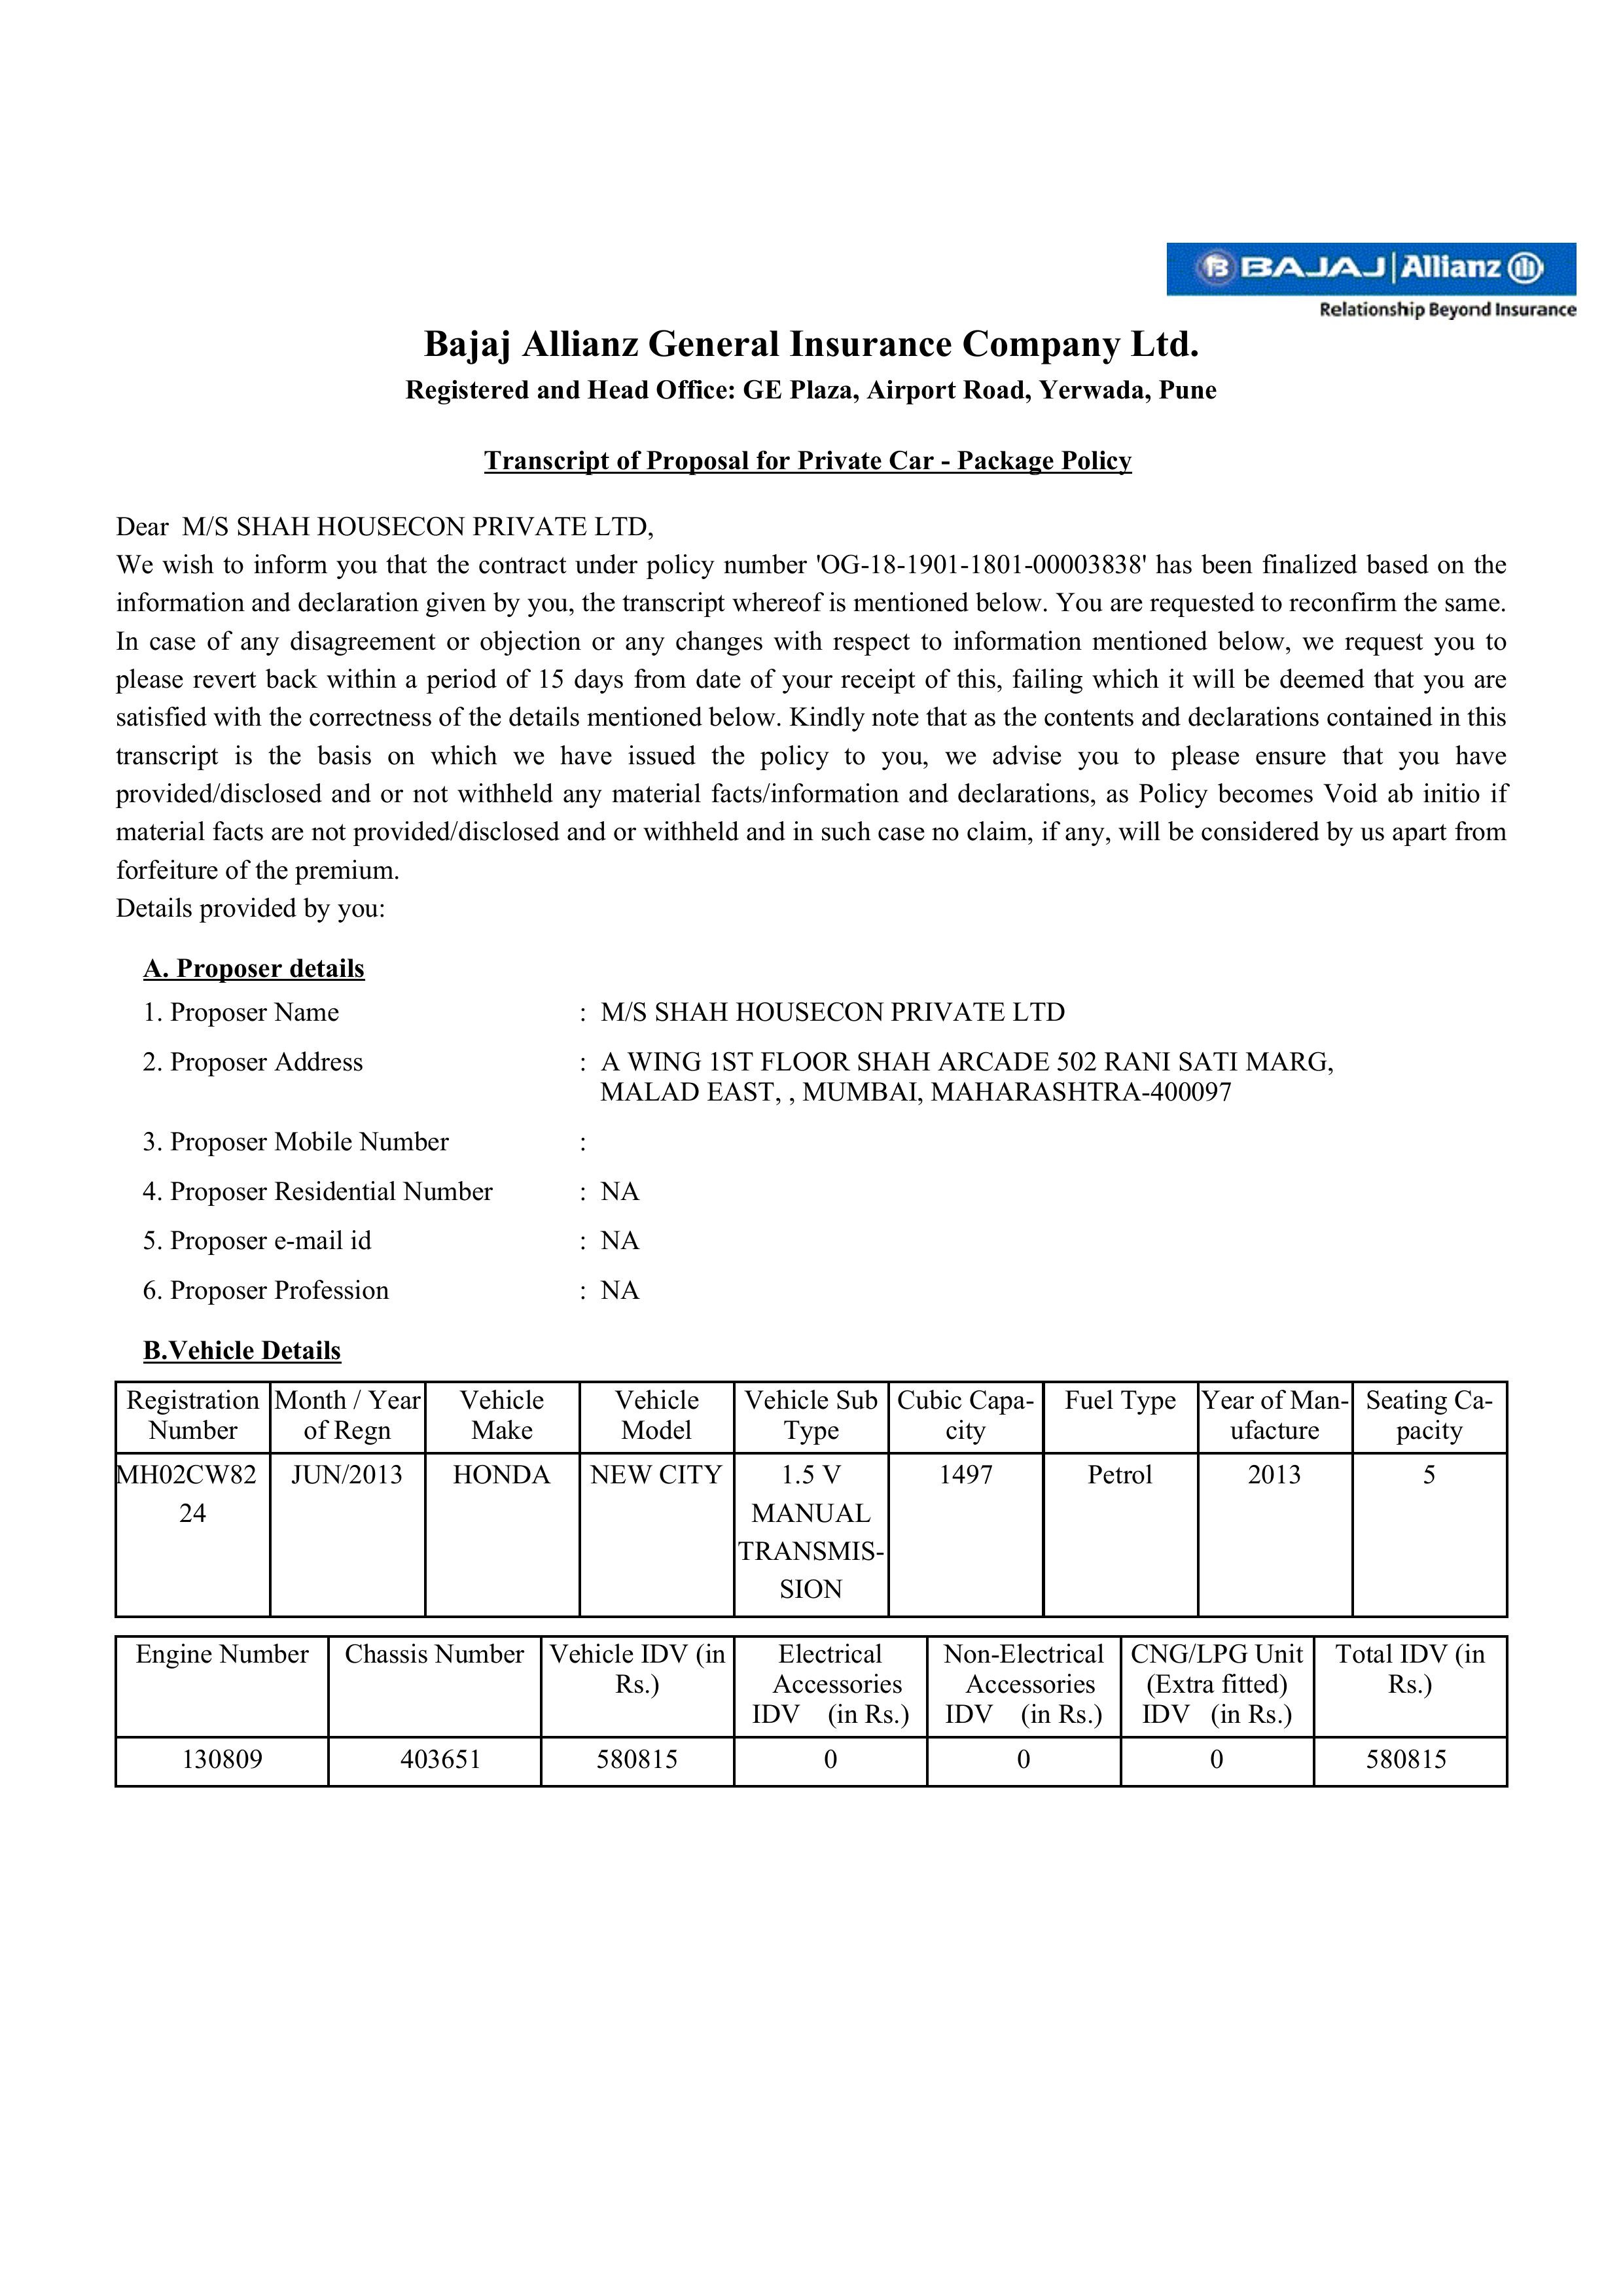 BAJAJ | Allianz
Relationship Beyond Insurance
Bajaj Allianz General Insurance Company Ltd.
Registered and Head Office: GE Plaza, Airport Road, Yerwada, Pune
Transcript of Proposal for Private Car - Package Policy
Dear M/S SHAH HOUSECON PRIVATE LTD,
We wish to inform you that the contract under policy number 'OG-18-1901-1801-00003838' has been finalized based on the
information and declaration given by you, the transcript whereof is mentioned below. You are requested to reconfirm the same.
In case of any disagreement or objection or any changes with respect to information mentioned below, we request you to
please revert back within a period of 15 days from date of your receipt of this, failing which it will be deemed that you are
satisfied with the correctness of the details mentioned below. Kindly note that as the contents and declarations contained in this
transcript is the basis on which we have issued the policy to you, we advise you to please ensure that you have
provided/disclosed and or not withheld any material facts/information and declarations, as Policy becomes Void ab initio if
material facts are not provided/disclosed and or withheld and in such case no claim, if any, will be considered by us apart from
forfeiture of the premium.
Details provided by you:
A. Proposer details
1. Proposer Name : M/S SHAH HOUSECON PRIVATE LTD
2. Proposer Address : A WING 1ST FLOOR SHAH ARCADE 502 RANI SATI MARG,
MALAD EAST, , MUMBAI, MAHARASHTRA-400097
3. Proposer Mobile Number :
4. Proposer Residential Number : NA
5. Proposer e-mail id : NA
6. Proposer Profession : NA
B.Vehicle Details
Registration Month / Year Vehicle Vehicle Vehicle Sub Cubic Capa- Fuel Type Year of Man- Seating Ca-
Number of Regn Make Model Type city ufacture pacity
MH02CW82 JUN/2013 HONDA NEW CITY 1.5 V 1497 Petrol 2013 5
24 MANUAL
TRANSMIS-
SION
Engine Number Chassis Number Vehicle IDV (in Electrical Non-Electrical CNG/LPG Unit Total IDV (in
Rs.) Accessories Accessories (Extra fitted) Rs.)
IDV (in Rs.) IDV (in Rs.) IDV (in Rs.)
130809 403651 580815 0 0 0 580815